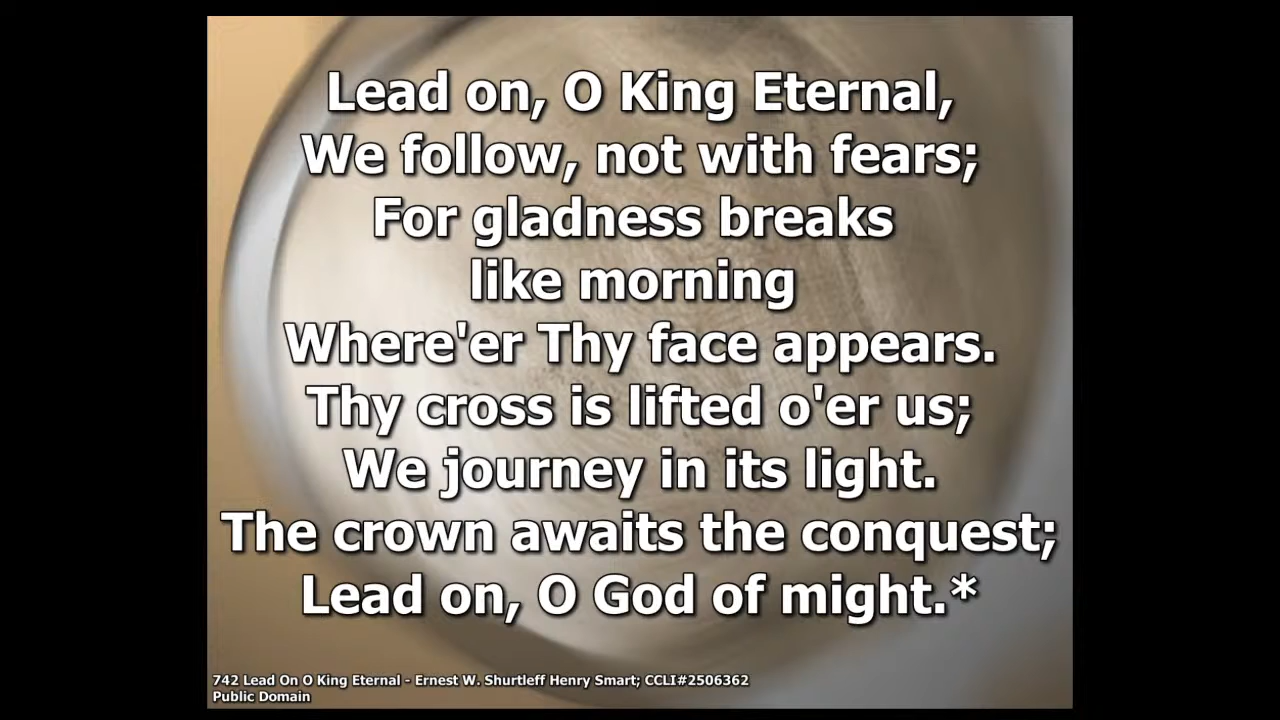 Lead on, O King Eternal,
We follow, not with fears;
For gladness breaks
like morning
Where'er Thy face appears.
Thy cross is lifted o'er us;
We journey in its light.
The crown awaits the conquest;
Lead on, O God of might.*
742 Lead On O King Eternal - Ernest W. Shurtleff Henry Smart; CCLI#2506362
Public Domain